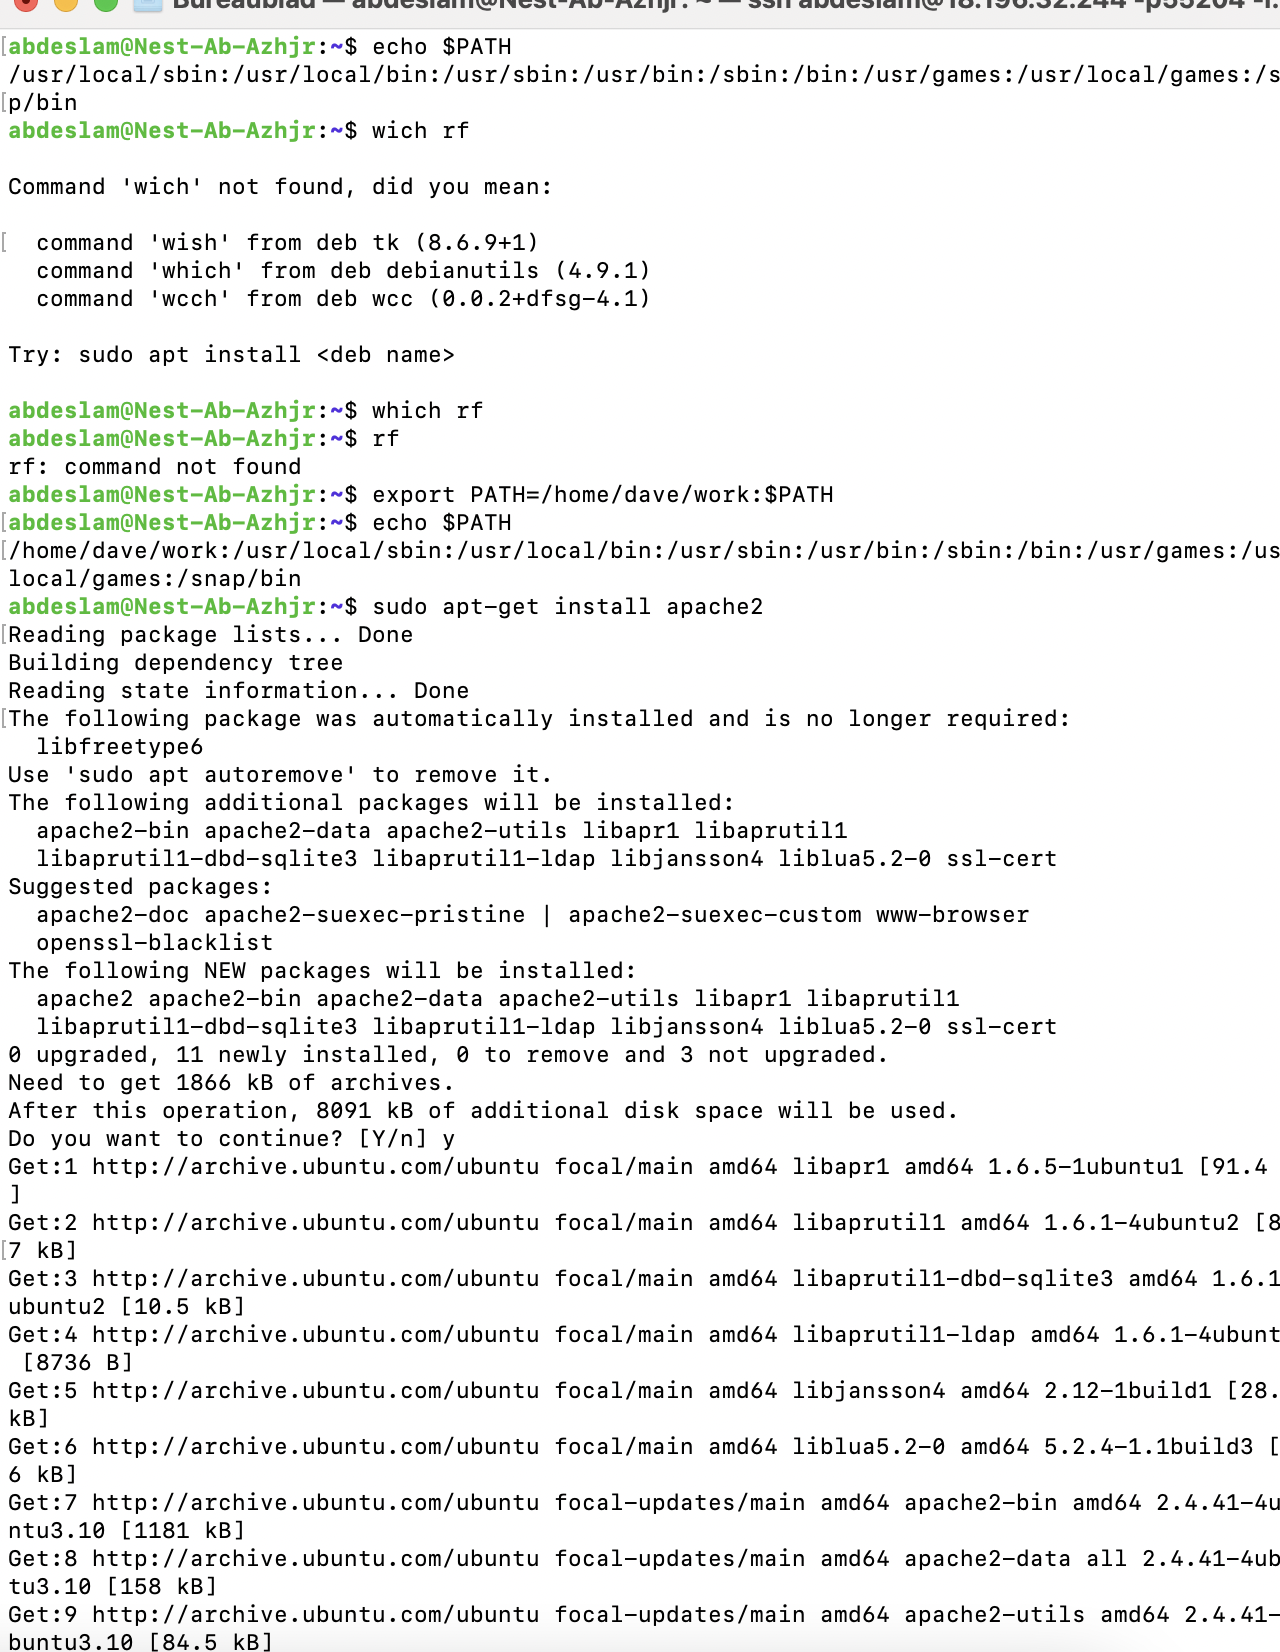 Bureaublad — abdeslam@Nest-Ab-Azhjr: ~ — ssh abdeslam@18.196.32.244 -p55204
abdeslam@Nest-Ab-Azhjr:~$ echo $PATH
/usr/local/sbin:/usr/local/bin:/usr/sbin:/usr/bin:/sbin:/bin:/usr/games:/usr/local/games:/s
p/bin
abdeslam@Nest-Ab-Azhjr:~$ wich rf
Command 'wich' not found, did you mean:
  command 'wish' from deb tk (8.6.9+1)
  command 'which' from deb debianutils (4.9.1)
  command 'wcch' from deb wcc (0.0.2+dfsg-4.1)
Try: sudo apt install <deb name>
abdeslam@Nest-Ab-Azhjr:~$ which rf
abdeslam@Nest-Ab-Azhjr:~$ rf
rf: command not found
abdeslam@Nest-Ab-Azhjr:~$ export PATH=/home/dave/work:$PATH
abdeslam@Nest-Ab-Azhjr:~$ echo $PATH
/home/dave/work:/usr/local/sbin:/usr/local/bin:/usr/sbin:/usr/bin:/sbin:/bin:/usr/games:/us
local/games:/snap/bin
abdeslam@Nest-Ab-Azhjr:~$ sudo apt-get install apache2
Reading package lists... Done
Building dependency tree
Reading state information... Done
The following package was automatically installed and is no longer required:
  libfreetype6
Use 'sudo apt autoremove' to remove it.
The following additional packages will be installed:
  apache2-bin apache2-data apache2-utils libapr1 libaprutil1
  libaprutil1-dbd-sqlite3 libaprutil1-ldap libjansson4 liblua5.2-0 ssl-cert
Suggested packages:
  apache2-doc apache2-suexec-pristine | apache2-suexec-custom www-browser
  openssl-blacklist
The following NEW packages will be installed:
  apache2 apache2-bin apache2-data apache2-utils libapr1 libaprutil1
  libaprutil1-dbd-sqlite3 libaprutil1-ldap libjansson4 liblua5.2-0 ssl-cert
0 upgraded, 11 newly installed, 0 to remove and 3 not upgraded.
Need to get 1866 kB of archives.
After this operation, 8091 kB of additional disk space will be used.
Do you want to continue? [Y/n] y
Get:1 http://archive.ubuntu.com/ubuntu focal/main amd64 libapr1 amd64 1.6.5-1ubuntu1 [91.4
]
Get:2 http://archive.ubuntu.com/ubuntu focal/main amd64 libaprutil1 amd64 1.6.1-4ubuntu2 [8
7 kB]
Get:3 http://archive.ubuntu.com/ubuntu focal/main amd64 libaprutil1-dbd-sqlite3 amd64 1.6.1
ubuntu2 [10.5 kB]
Get:4 http://archive.ubuntu.com/ubuntu focal/main amd64 libaprutil1-ldap amd64 1.6.1-4ubunt
 [8736 B]
Get:5 http://archive.ubuntu.com/ubuntu focal/main amd64 libjansson4 amd64 2.12-1build1 [28.
kB]
Get:6 http://archive.ubuntu.com/ubuntu focal/main amd64 liblua5.2-0 amd64 5.2.4-1.1build3 [
6 kB]
Get:7 http://archive.ubuntu.com/ubuntu focal-updates/main amd64 apache2-bin amd64 2.4.41-4u
ntu3.10 [1181 kB]
Get:8 http://archive.ubuntu.com/ubuntu focal-updates/main amd64 apache2-data all 2.4.41-4ub
tu3.10 [158 kB]
Get:9 http://archive.ubuntu.com/ubuntu focal-updates/main amd64 apache2-utils amd64 2.4.41-
buntu3.10 [84.5 kB]